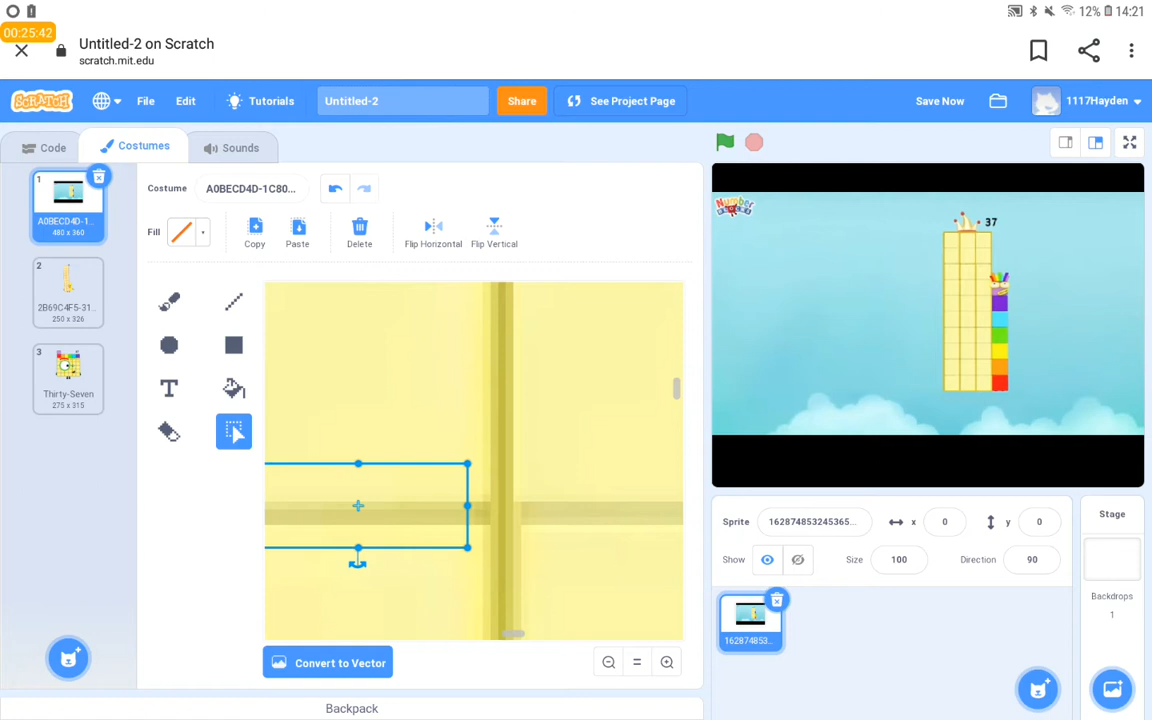 12% 14:21
00:25:42
Untitled-2 on Scratch
scratch.mit.edu
SCRATCH File Edit Tutorials Untitled-2 Share See Project Page Save Now 1117Hayden
Code Costumes Sounds
1
A0BECD4D-1...
480 x 360
2
2B69C4F5-31..
250 x 326
3
Thirty-Seven
275 x 315
Costume A0BECD4D-1C80...
Fill Copy Paste Delete Flip Horizontal Flip Vertical
T
Convert to Vector
Backpack
Number
Blocks
37
Sprite 162874853245365... x 0 y 0
Show Size 100 Direction 90
162874853...
Stage
Backdrops
1